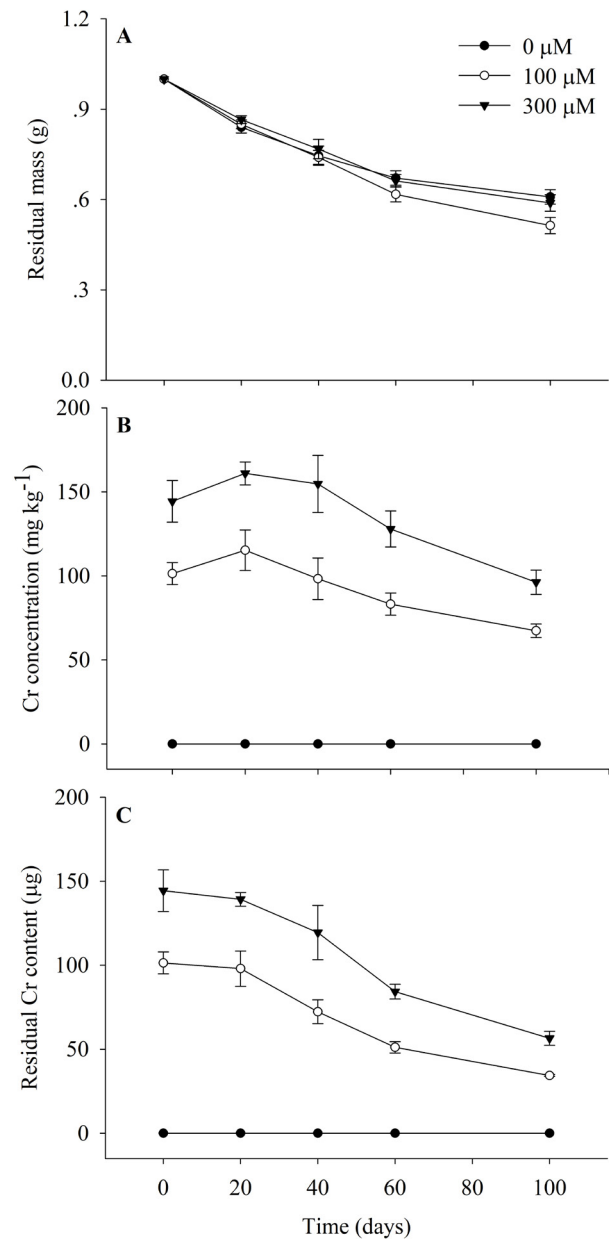 1.2
A
0 μM
100 μM
300 μM
.9
.6
.3
0.0
Residual mass (g)
200
B
150
100
50
0
Cr concentration (mg kg-1)
200
C
150
100
50
0
Residual Cr content (μg)
0 20 40 60 80 100
Time (days)